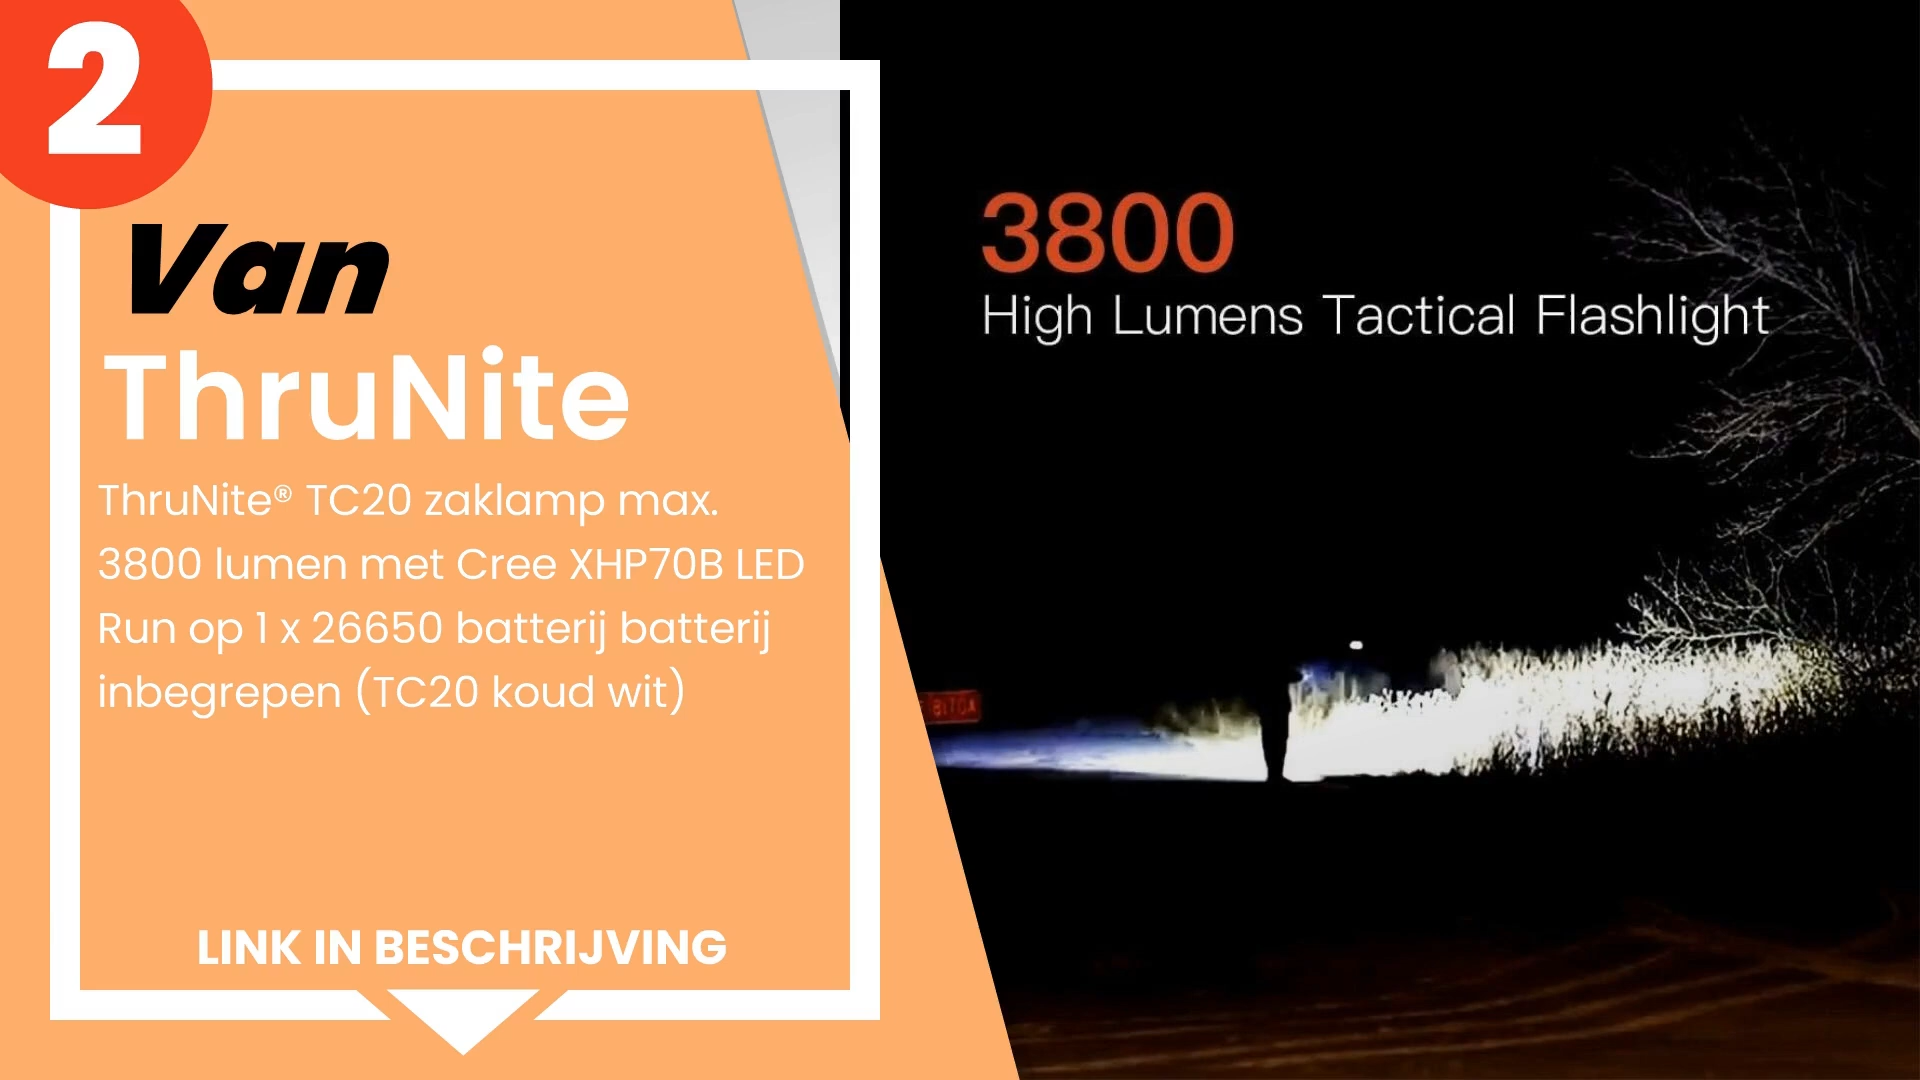 2
Van
ThruNite
ThruNite® TC20 zaklamp max.
3800 lumen met Cree XHP70B LED
Run op 1 x 26650 batterij batterij
inbegrepen (TC20 koud wit)
LINK IN BESCHRIJVING
3800
High Lumens Tactical Flashlight